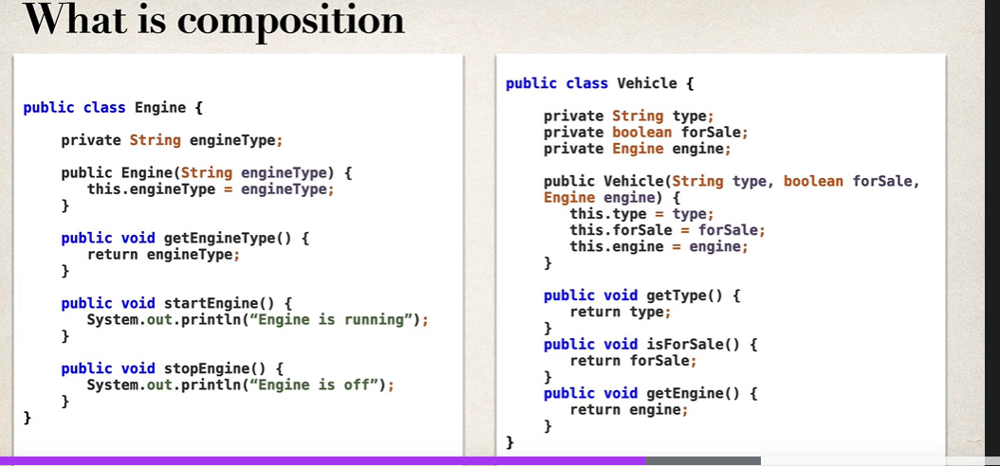 What is composition
public class Engine {
private String engineType;
public Engine(String engineType) {
this.engineType = engineType;
}
public void getEngineType() {
return engineType;
}
public void startEngine() {
System.out.println(“Engine is running”);
}
public void stopEngine() {
System.out.println(“Engine is off”);
}
}
public class Vehicle {
private String type;
private boolean forSale;
private Engine engine;
public Vehicle(String type, boolean forSale,
Engine engine) {
this.type = type;
this.forSale = forSale;
this.engine = engine;
}
public void getType() {
return type;
}
public void isForSale() {
return forSale;
}
public void getEngine() {
return engine;
}
}